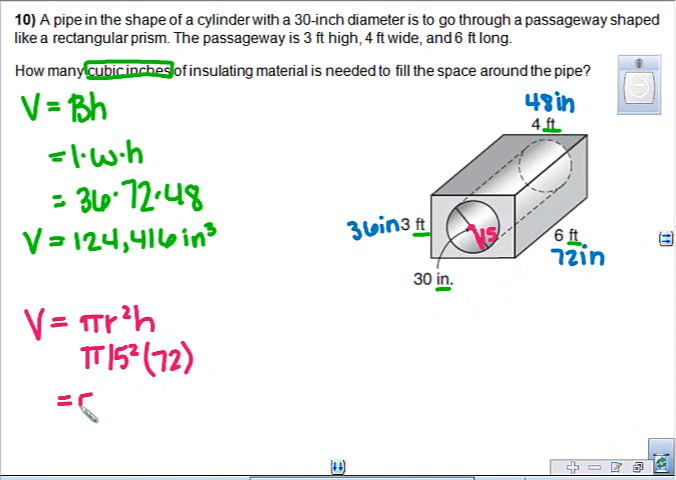 10) A pipe in the shape of a cylinder with a 30-inch diameter is to go through a passageway shaped
like a rectangular prism. The passageway is 3 ft high, 4 ft wide, and 6 ft long.
How many cubic inches of insulating material is needed to fill the space around the pipe?
V = Bh
= l·w·h
= 36·72·48
V = 124,416 in³
48in
4 ft
36in 3 ft
15
6 ft
72in
30 in.
V = πr²h
π15²(72)
= 5